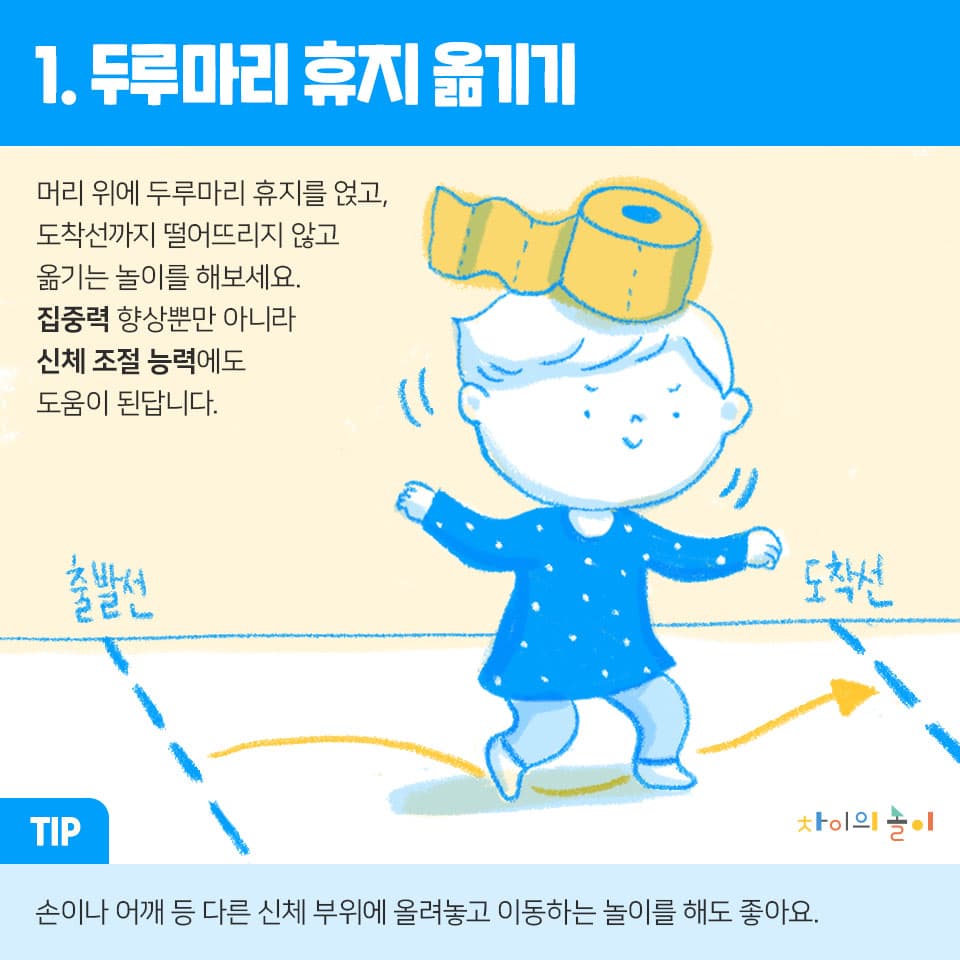 1. 두루마리 휴지 옮기기
머리 위에 두루마리 휴지를 얹고,
도착선까지 떨어뜨리지 않고
옮기는 놀이를 해보세요.
집중력 향상뿐만 아니라
신체 조절 능력에도
도움이 된답니다.
출발선
도착선
차이의 놀이
TIP
손이나 어깨 등 다른 신체 부위에 올려놓고 이동하는 놀이를 해도 좋아요.